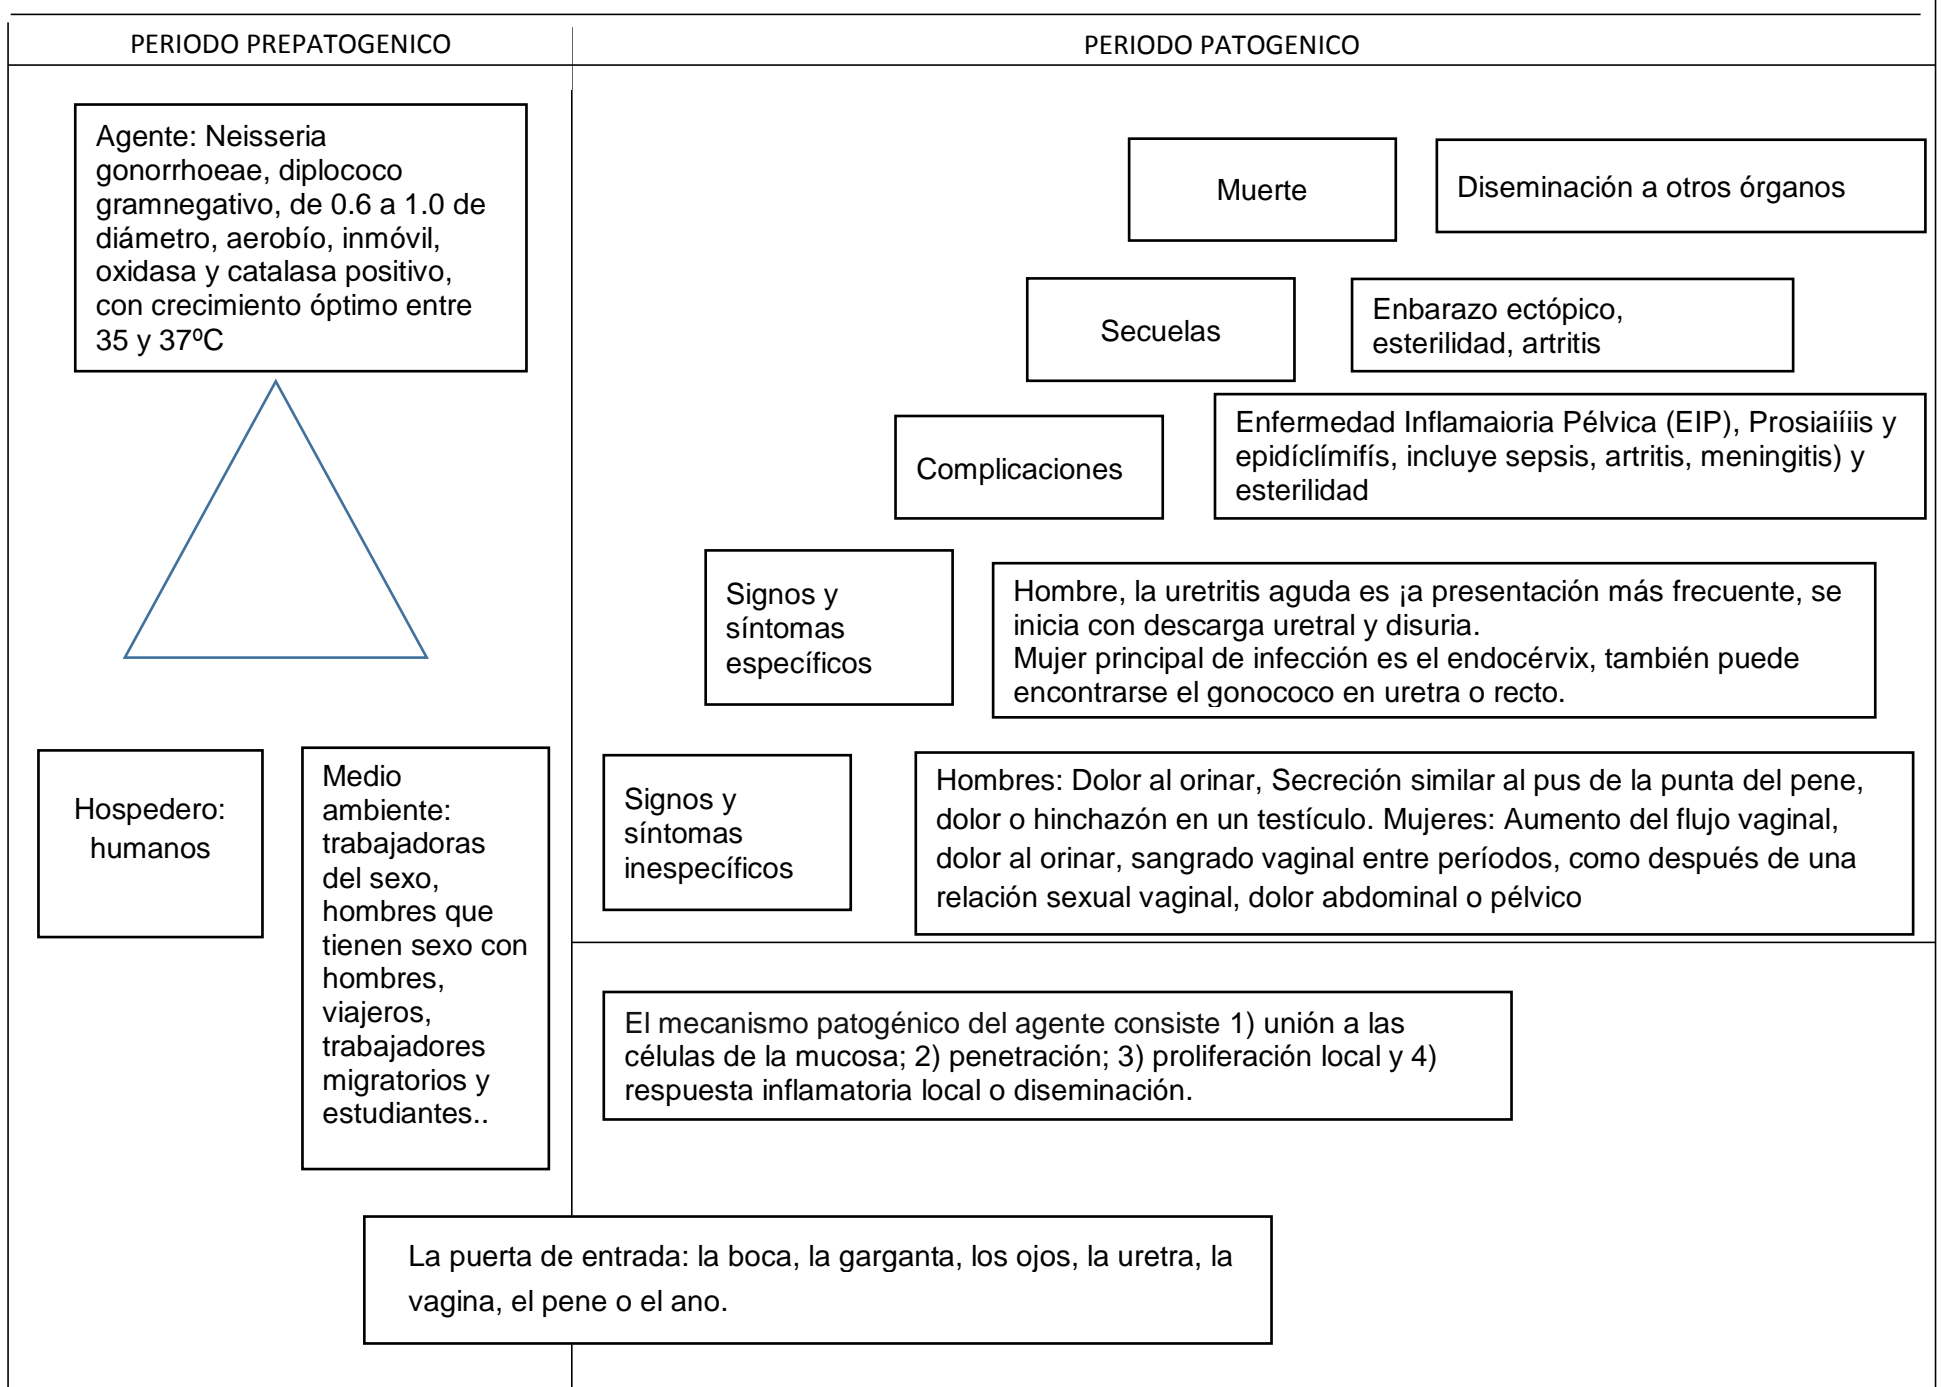 PERIODO PREPATOGENICO
PERIODO PATOGENICO
Agente: Neisseria
gonorrhoeae, diplococo
gramnegativo, de 0.6 a 1.0 de
diámetro, aerobío, inmóvil,
oxidasa y catalasa positivo,
con crecimiento óptimo entre
35 y 37ºC
Hospedero:
humanos
Medio
ambiente:
trabajadoras
del sexo,
hombres que
tienen sexo con
hombres,
viajeros,
trabajadores
migratorios y
estudiantes..
Muerte
Diseminación a otros órganos
Secuelas
Enbarazo ectópico,
esterilidad, artritis
Complicaciones
Enfermedad Inflamaioria Pélvica (EIP), Prosiaiíiis y
epidíclímifís, incluye sepsis, artritis, meningitis) y
esterilidad
Signos y
síntomas
específicos
Hombre, la uretritis aguda es ¡a presentación más frecuente, se
inicia con descarga uretral y disuria.
Mujer principal de infección es el endocérvix, también puede
encontrarse el gonococo en uretra o recto.
Signos y
síntomas
inespecíficos
Hombres: Dolor al orinar, Secreción similar al pus de la punta del pene,
dolor o hinchazón en un testículo. Mujeres: Aumento del flujo vaginal,
dolor al orinar, sangrado vaginal entre períodos, como después de una
relación sexual vaginal, dolor abdominal o pélvico
El mecanismo patogénico del agente consiste 1) unión a las
células de la mucosa; 2) penetración; 3) proliferación local y 4)
respuesta inflamatoria local o diseminación.
La puerta de entrada: la boca, la garganta, los ojos, la uretra, la
vagina, el pene o el ano.